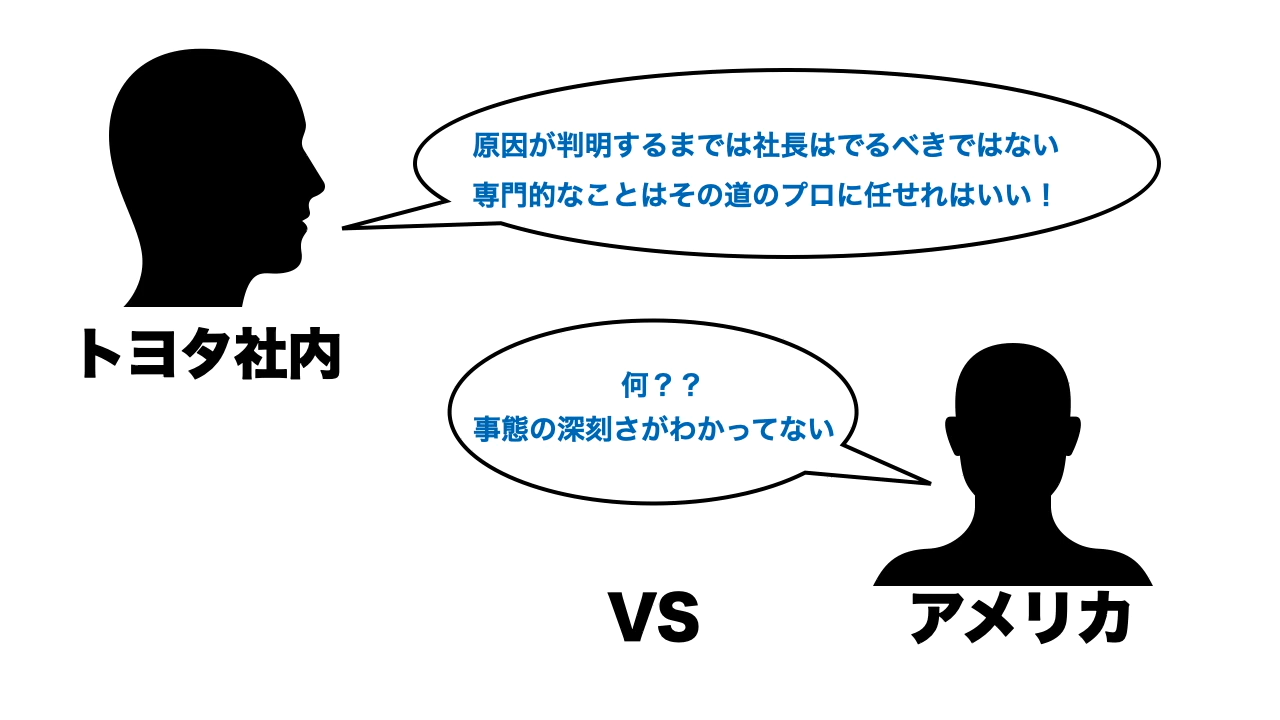 原因が判明するまでは社長はでるべきではない
専門的なことはその道のプロに任せれはいい！
トヨタ社内
何？？
事態の深刻さがわかってない
VS
アメリカ